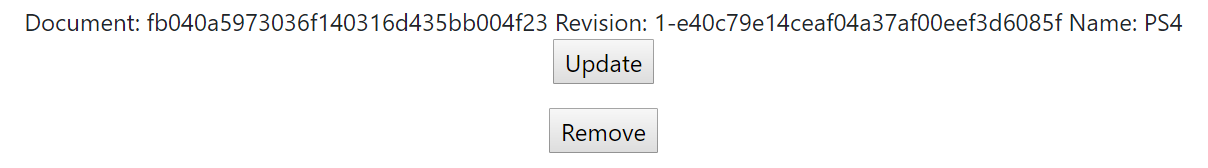 Document: fb040a5973036f140316d435bb004f23 Revision: 1-e40c79e14ceaf04a37af00eef3d6085f Name: PS4
Update
Remove